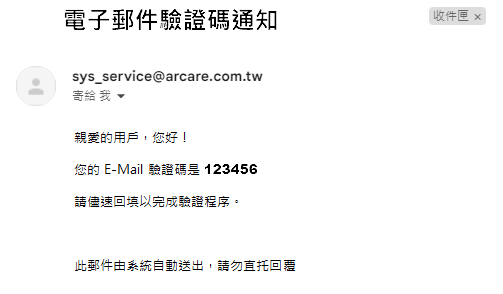 電子郵件驗證碼通知
收件匣 ×
sys_service@arcare.com.tw
寄給 我
親愛的用戶，您好！
您的 E-Mail 驗證碼是 123456
請儘速回填以完成驗證程序。
此郵件由系統自動送出，請勿直托回覆